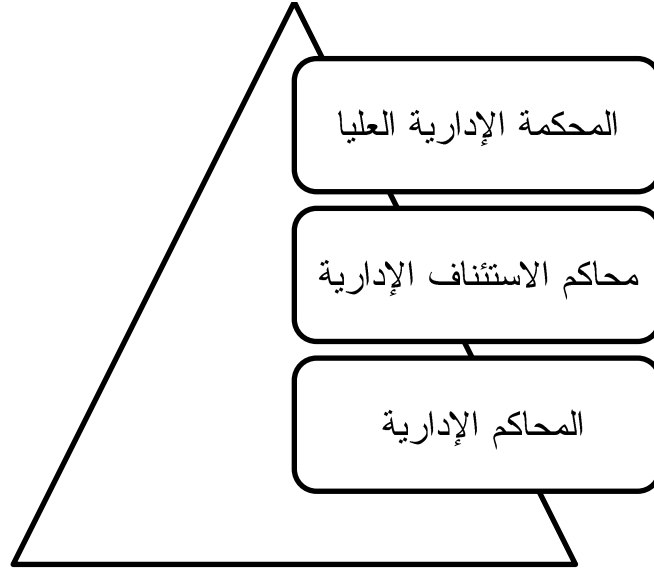 المحكمة الإدارية العليا
محاكم الاستئناف الإدارية
المحاكم الإدارية